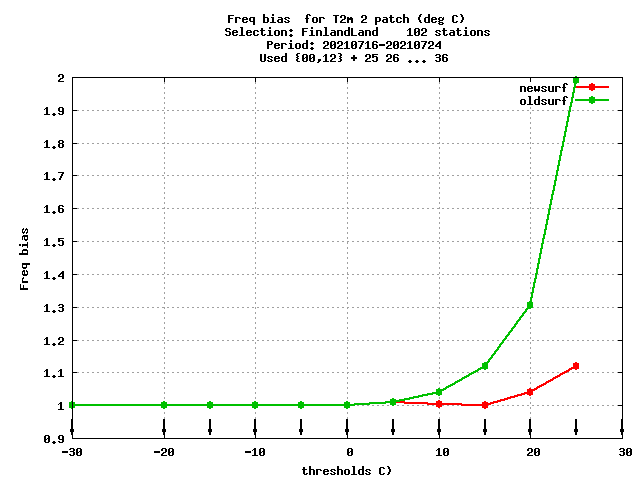 Freq bias  for T2m 2 patch (deg C)
Selection: FinlandLand    102 stations
Period: 20210716-20210724
Used {00,12} + 25 26 ... 36
newsurf
oldsurf
2
1.9
1.8
1.7
1.6
1.5
1.4
1.3
1.2
1.1
1
0.9
Freq bias
-30 -20 -10 0 10 20 30
thresholds C)